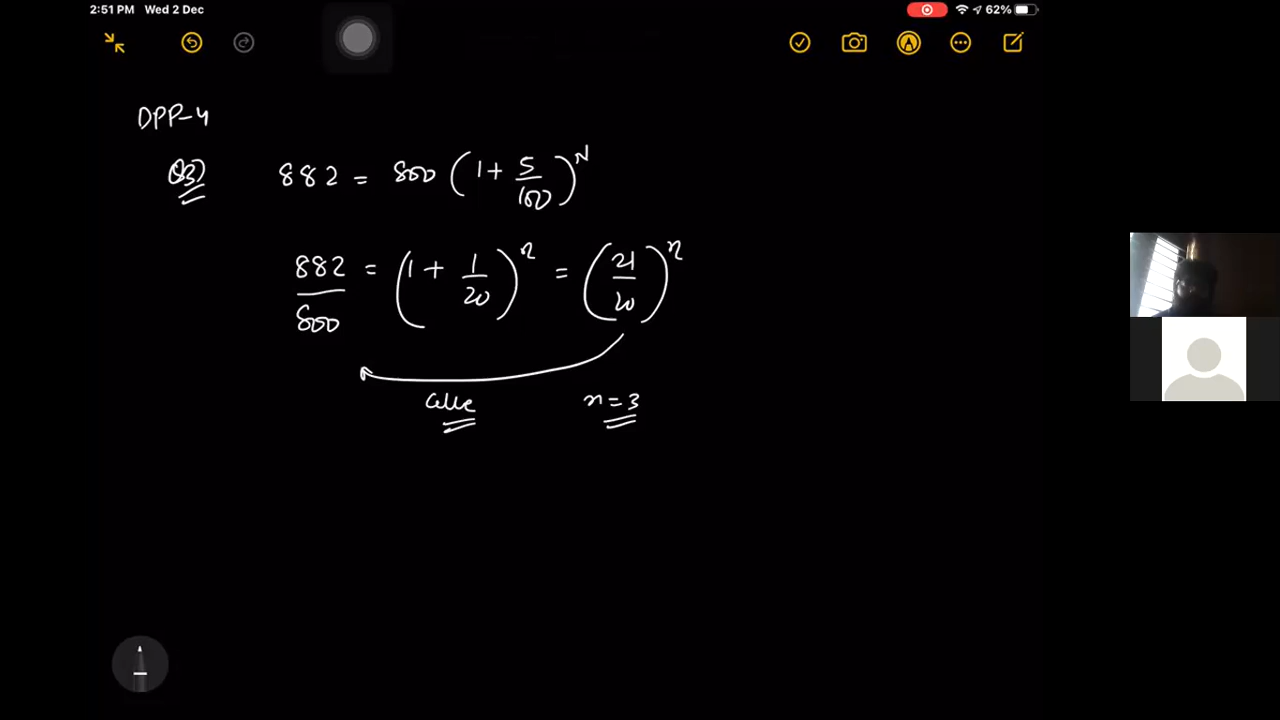 2:51 PM Wed 2 Dec 62%
DPP-4
Q3) 882 = 800 (1 + 5/100)^N
882/800 = (1 + 1/20)^n = (21/20)^n
n = 3